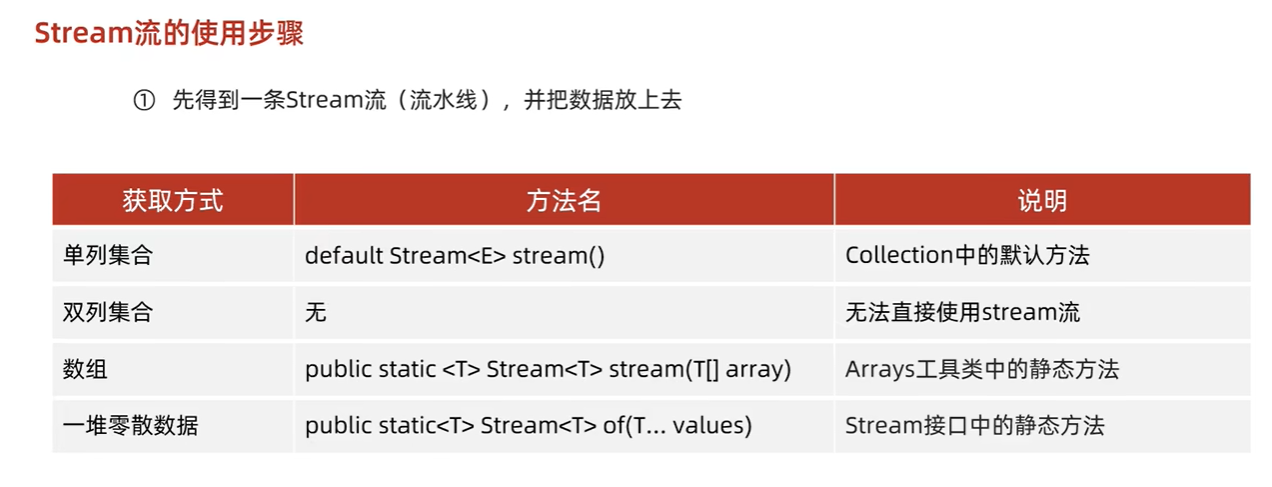 Stream流的使用步骤
① 先得到一条Stream流（流水线），并把数据放上去
获取方式 方法名 说明
单列集合 default Stream<E> stream() Collection中的默认方法
双列集合 无 无法直接使用stream流
数组 public static <T> Stream<T> stream(T[] array) Arrays工具类中的静态方法
一堆零散数据 public static<T> Stream<T> of(T... values) Stream接口中的静态方法